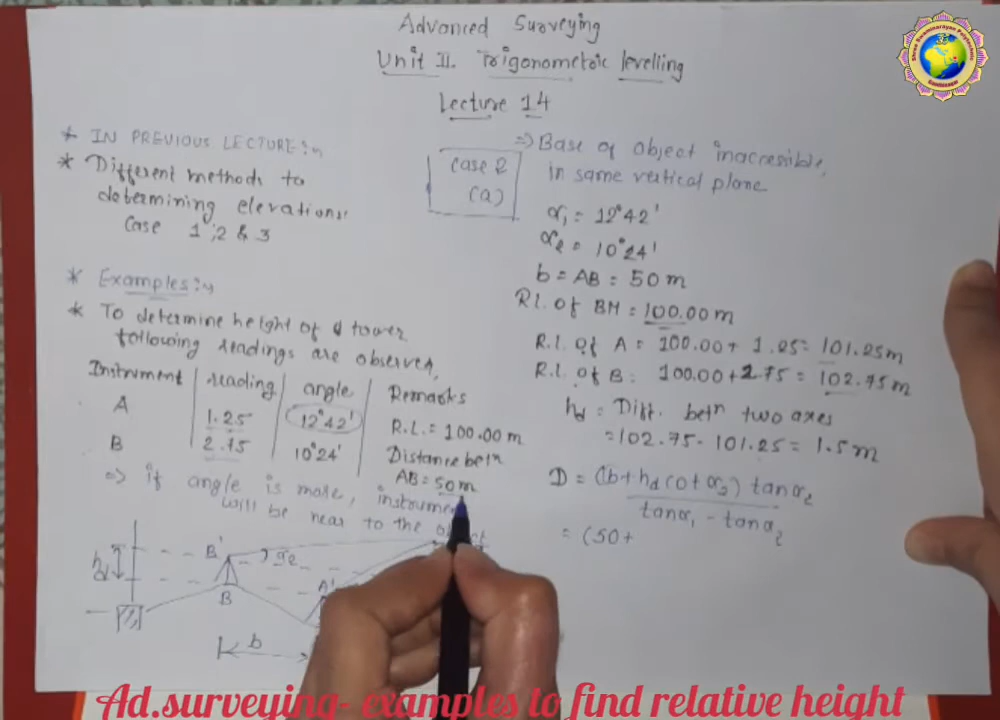 Advanced Surveying
Unit II. Trigonometric levelling
Lecture 14
* IN PREVIOUS LECTURE:-
* Different methods to
determining elevations:
Case 1, 2 & 3
* Examples:-
* To determine height of a tower
following readings are observed,
Instrument | reading | angle | Remarks
A 1.25 12°42' R.L. = 100.00 m
B 2.75 10°24' Distance betn
AB = 50 m
=> if angle is more, instrume
will be near to the object
hd
B'
α2
A'
B
b
Case 2
(a)
=> Base of object inaccessible,
in same vertical plane
α1 = 12°42'
α2 = 10°24'
b = AB = 50 m
R.L. of BM = 100.00 m
R.L. of A = 100.00 + 1.25 = 101.25 m
R.L. of B = 100.00 + 2.75 = 102.75 m
hd = Diff. betn two axes
= 102.75 - 101.25 = 1.5 m
D = (b + hd cot α2) tan α2
tan α1 - tan α2
= (50 +
Ad.surveying- examples to find relative height